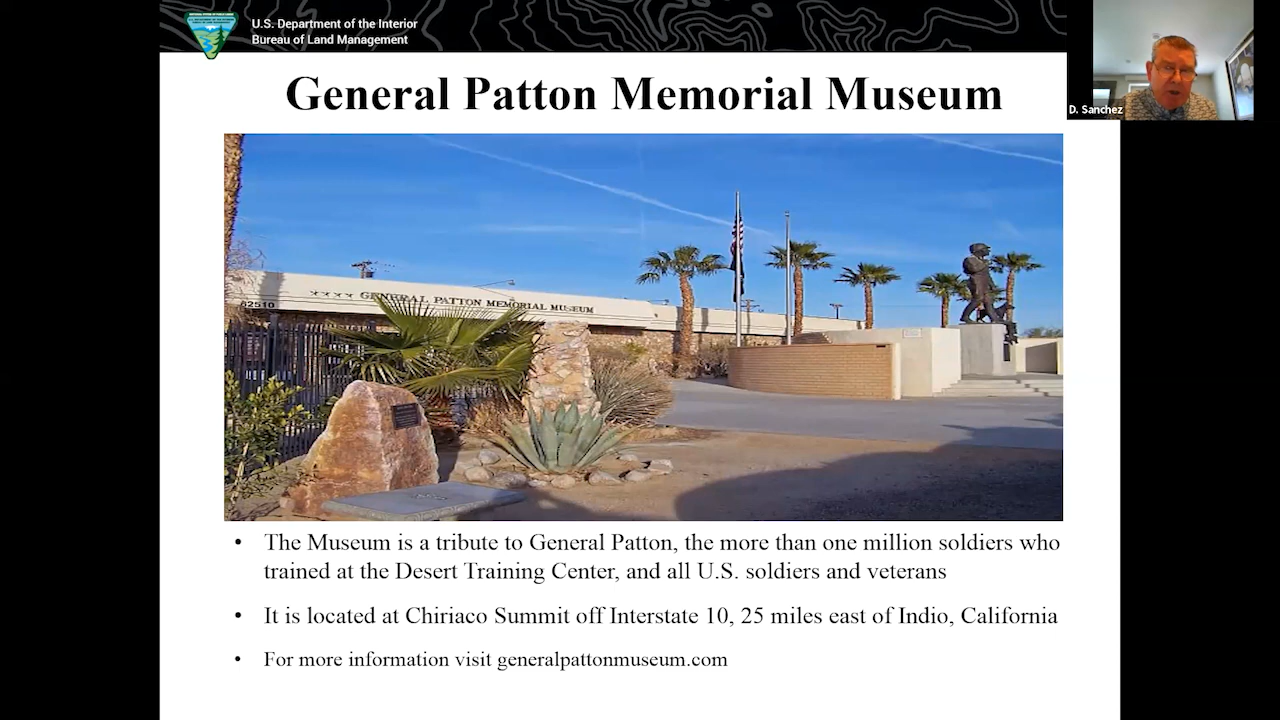 U.S. Department of the Interior
Bureau of Land Management
D. Sanchez
General Patton Memorial Museum
★★★★ GENERAL PATTON MEMORIAL MUSEUM
62510
• The Museum is a tribute to General Patton, the more than one million soldiers who
trained at the Desert Training Center, and all U.S. soldiers and veterans
• It is located at Chiriaco Summit off Interstate 10, 25 miles east of Indio, California
• For more information visit generalpattonmuseum.com